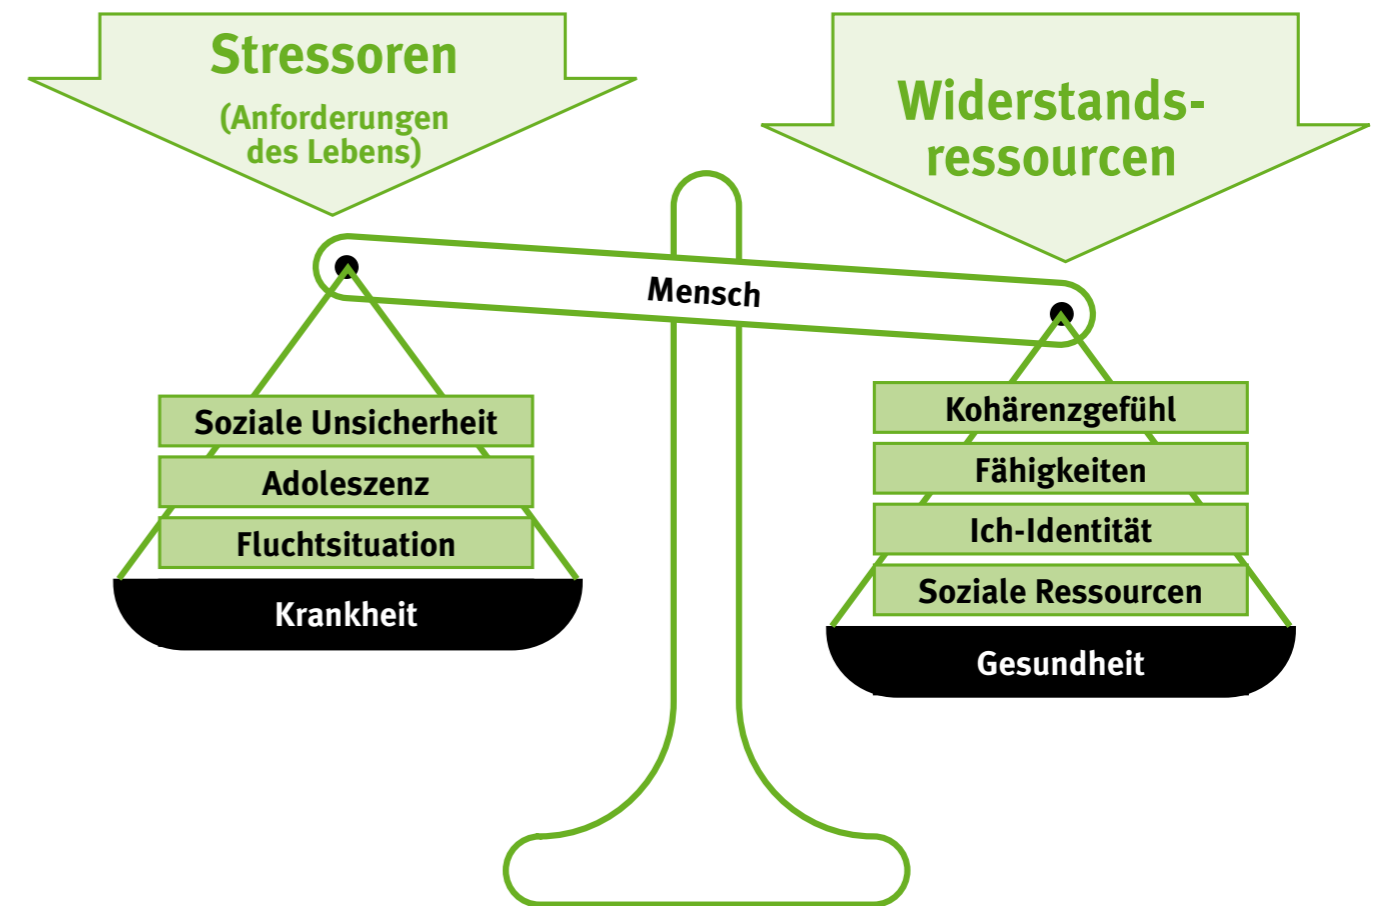 Stressoren
(Anforderungen
des Lebens)
Widerstands-
ressourcen
Mensch
Soziale Unsicherheit
Adoleszenz
Fluchtsituation
Krankheit
Kohärenzgefühl
Fähigkeiten
Ich-Identität
Soziale Ressourcen
Gesundheit